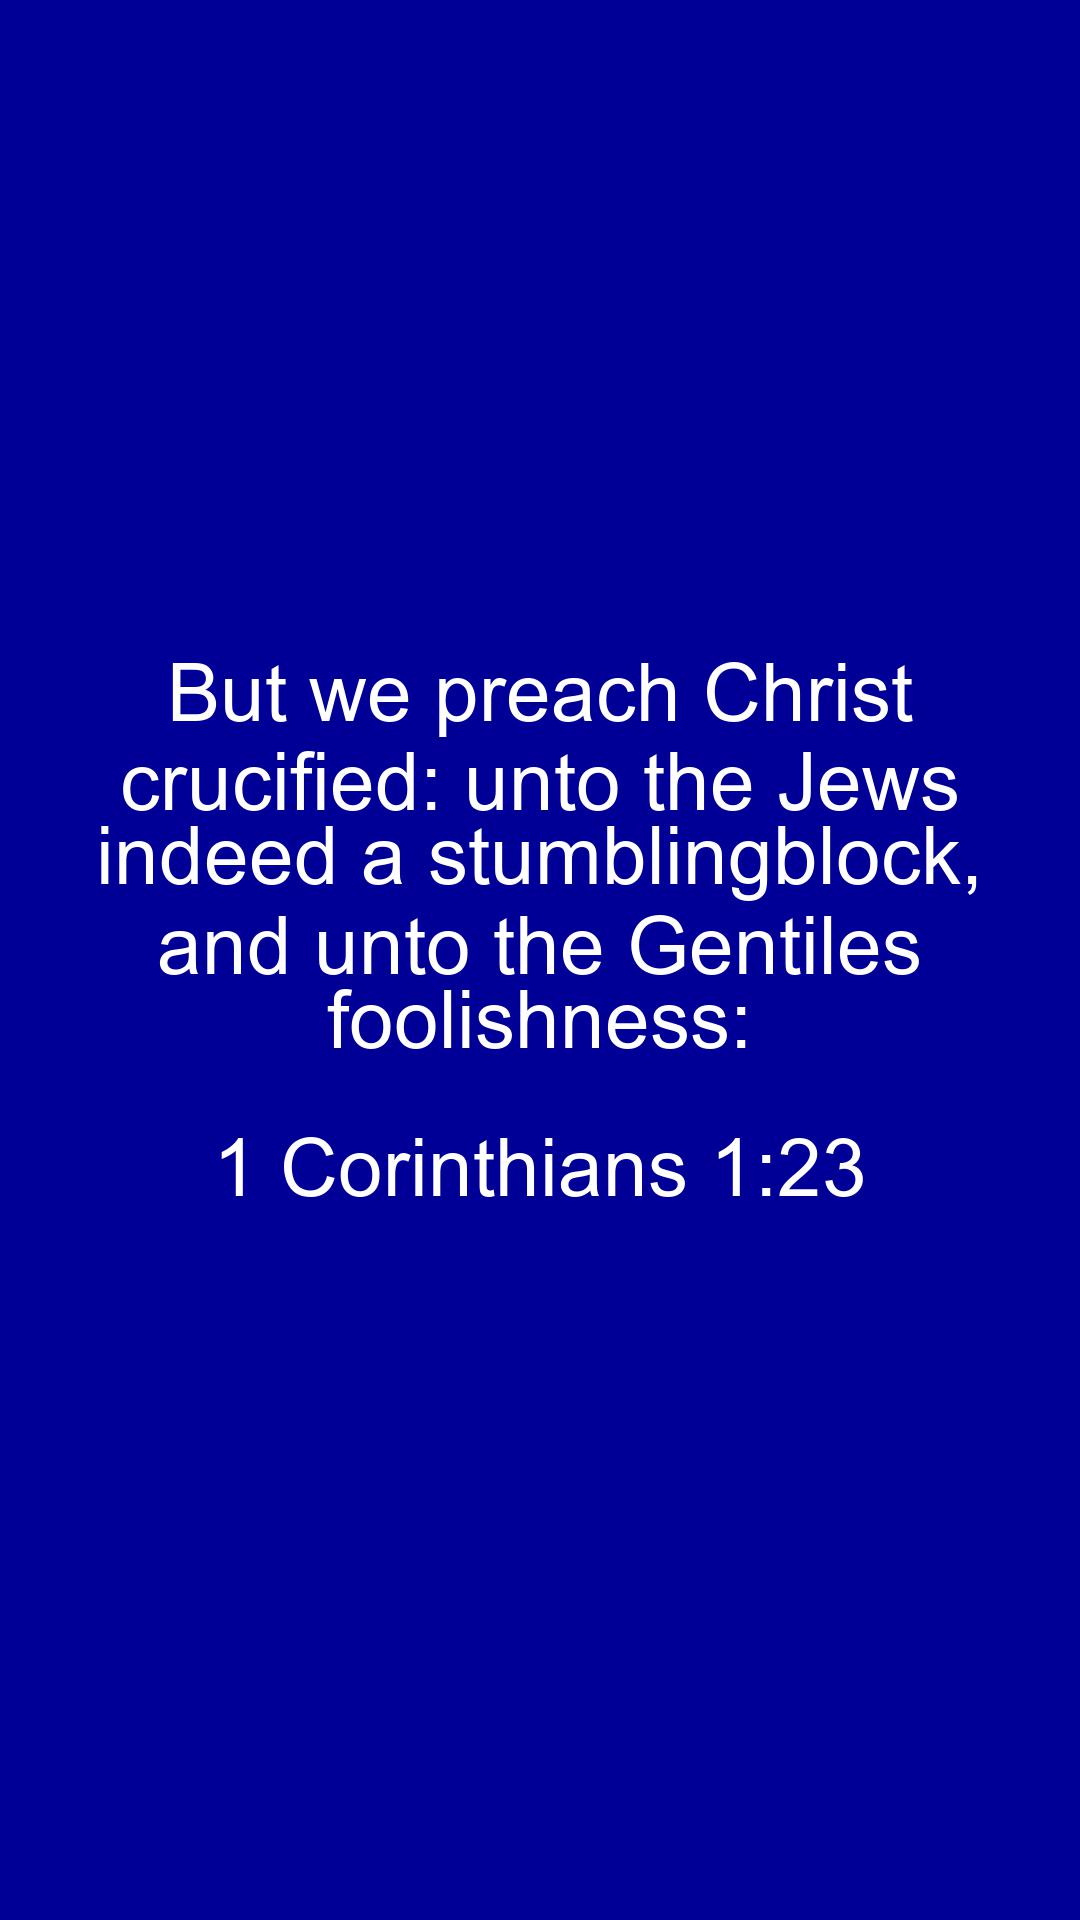 But we preach Christ
crucified: unto the Jews
indeed a stumblingblock,
and unto the Gentiles
foolishness:
1 Corinthians 1:23